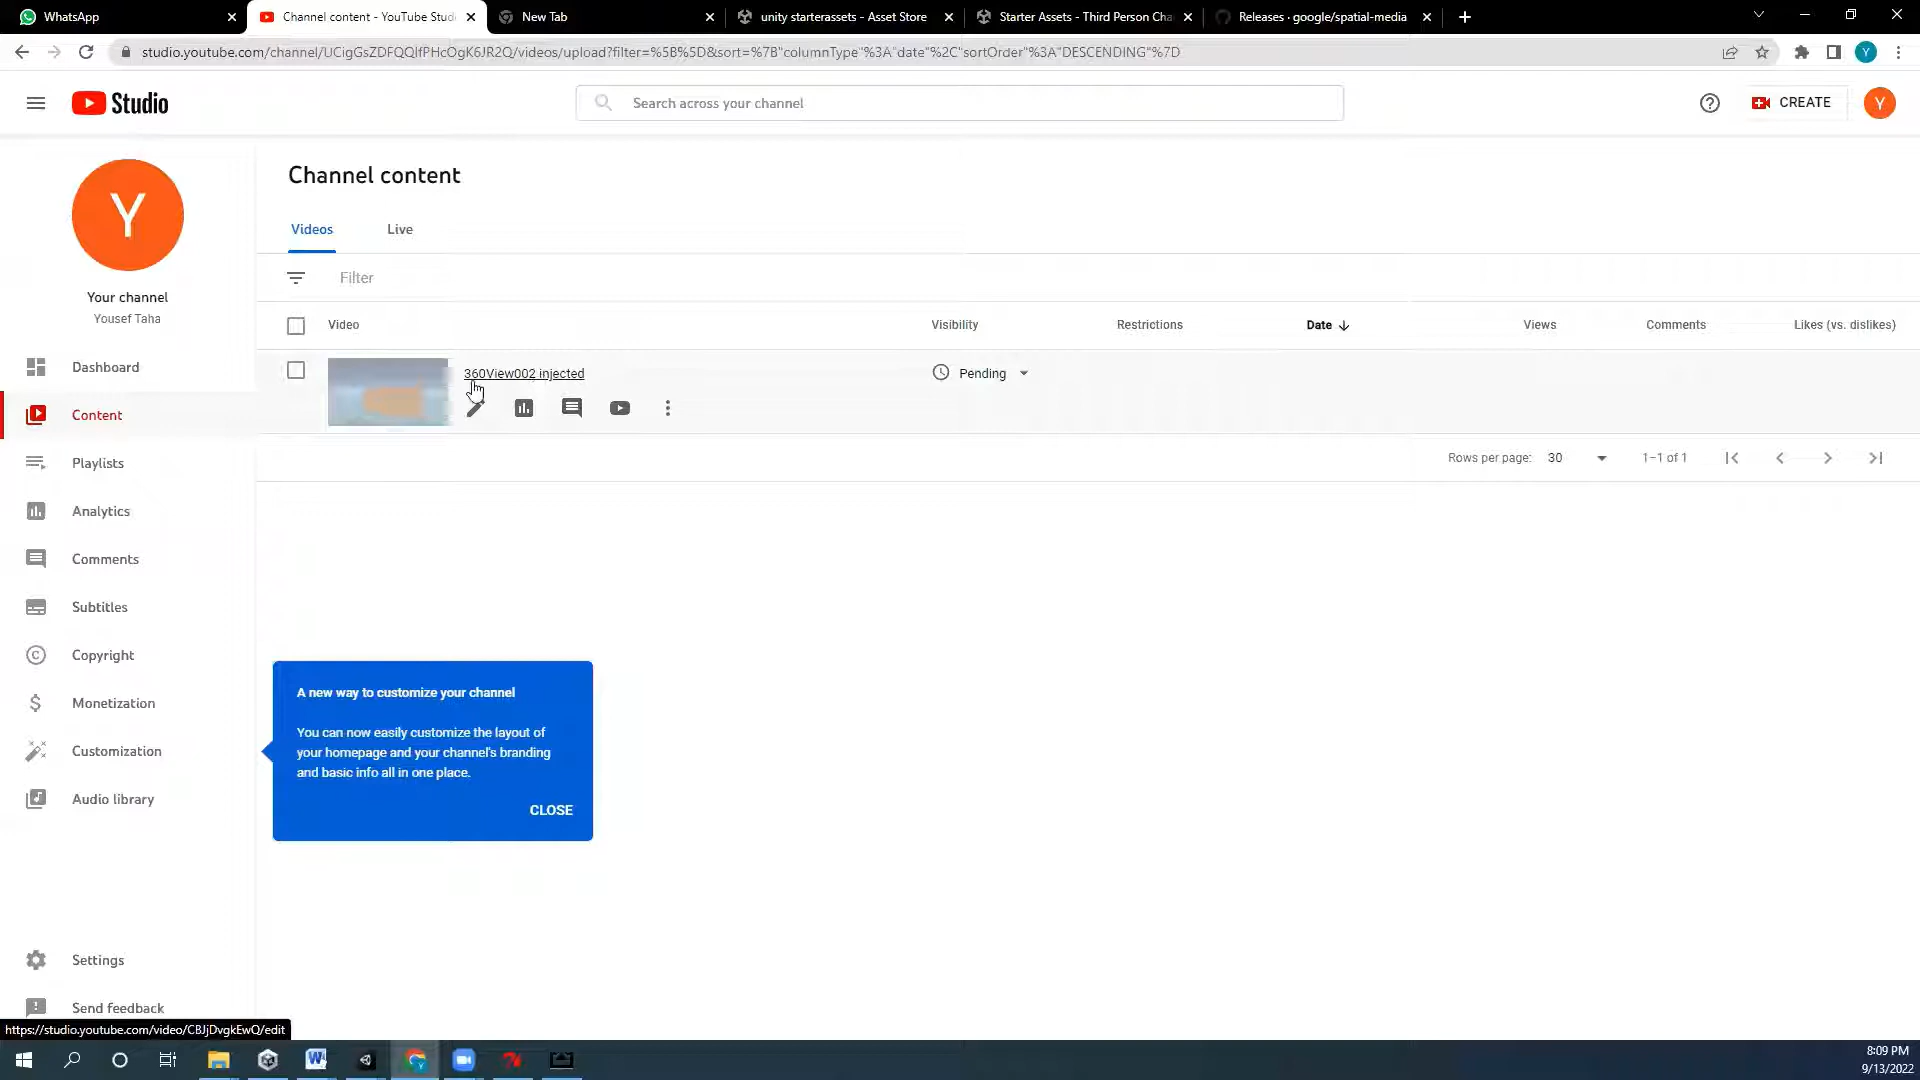 WhatsApp
Channel content - YouTube Studi
New Tab
unity starterassets - Asset Store
Starter Assets - Third Person Cha
Releases · google/spatial-media
studio.youtube.com/channel/UCigGsZDFQQlfPHcOgK6JR2Q/videos/upload?filter=%5B%5D&sort=%7B"columnType"%3A"date"%2C"sortOrder"%3A"DESCENDING"%7D
Y
Studio
Search across your channel
CREATE
Y
Y
Your channel
Yousef Taha
Dashboard
Content
Playlists
Analytics
Comments
Subtitles
Copyright
Monetization
Customization
Audio library
Settings
Send feedback
Channel content
Videos
Live
Filter
Video
Visibility
Restrictions
Date
Views
Comments
Likes (vs. dislikes)
360View002 injected
Pending
Rows per page:
30
1–1 of 1
A new way to customize your channel
You can now easily customize the layout of
your homepage and your channel's branding
and basic info all in one place.
CLOSE
https://studio.youtube.com/video/CBJjDvgkEwQ/edit
8:09 PM
9/13/2022